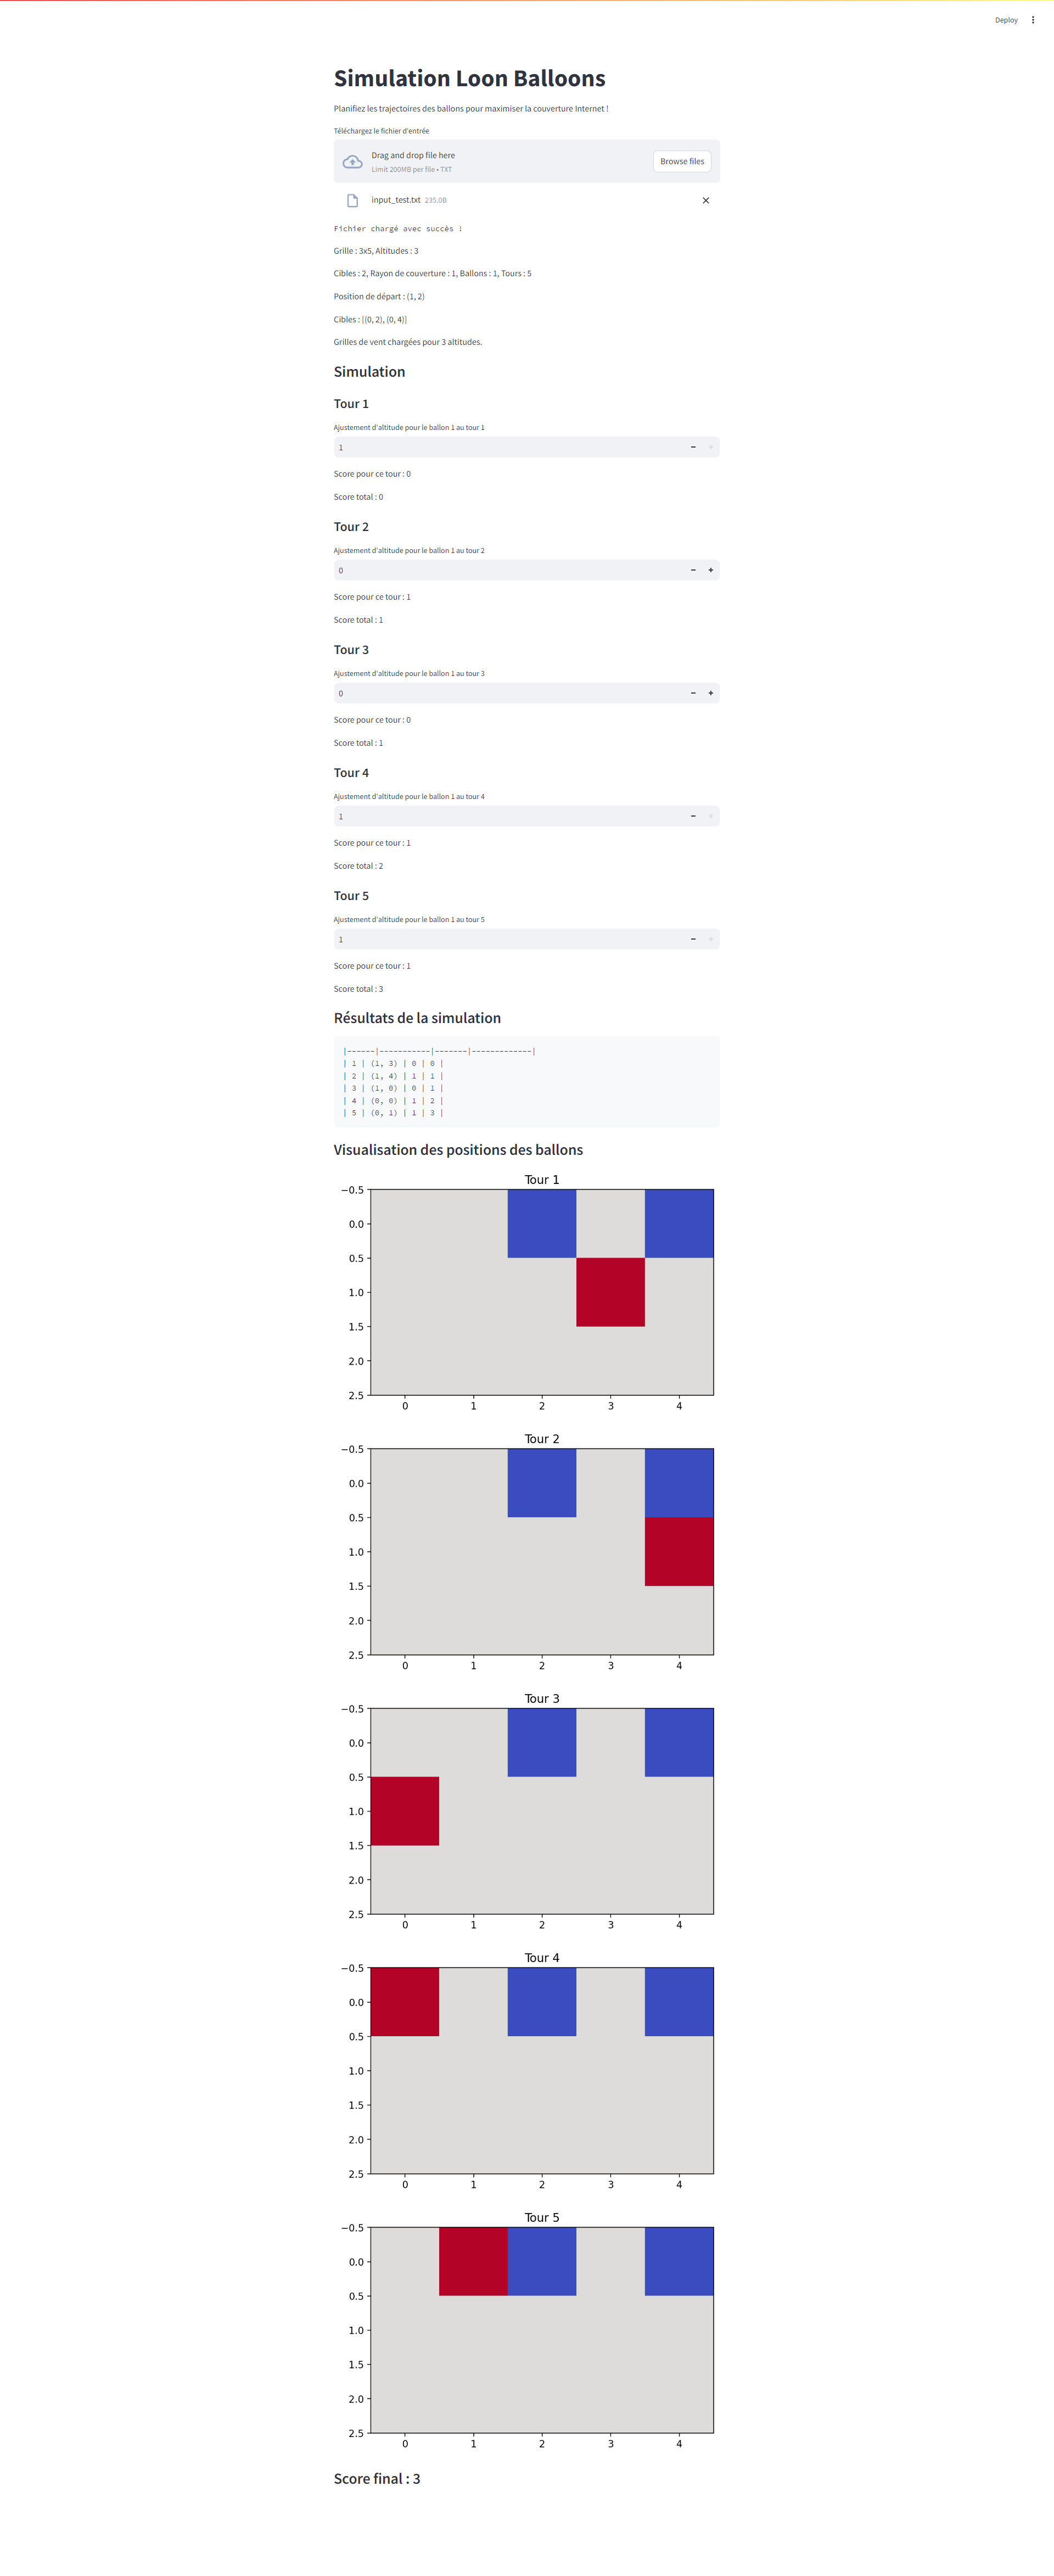 Deploy
Simulation Loon Balloons
Planifiez les trajectoires des ballons pour maximiser la couverture Internet !
Téléchargez le fichier d'entrée
Drag and drop file here
Limit 200MB per file • TXT
Browse files
input_test.txt 235.0B
Fichier chargé avec succès !
Grille : 3x5, Altitudes : 3
Cibles : 2, Rayon de couverture : 1, Ballons : 1, Tours : 5
Position de départ : (1, 2)
Cibles : [(0, 2), (0, 4)]
Grilles de vent chargées pour 3 altitudes.
Simulation
Tour 1
Ajustement d'altitude pour le ballon 1 au tour 1
1
Score pour ce tour : 0
Score total : 0
Tour 2
Ajustement d'altitude pour le ballon 1 au tour 2
0
Score pour ce tour : 1
Score total : 1
Tour 3
Ajustement d'altitude pour le ballon 1 au tour 3
0
Score pour ce tour : 0
Score total : 1
Tour 4
Ajustement d'altitude pour le ballon 1 au tour 4
1
Score pour ce tour : 1
Score total : 2
Tour 5
Ajustement d'altitude pour le ballon 1 au tour 5
1
Score pour ce tour : 1
Score total : 3
Résultats de la simulation
|------|-----------|-------|-------------|
| 1 | (1, 3) | 0 | 0 |
| 2 | (1, 4) | 1 | 1 |
| 3 | (1, 0) | 0 | 1 |
| 4 | (0, 0) | 1 | 2 |
| 5 | (0, 1) | 1 | 3 |
Visualisation des positions des ballons
Tour 1
−0.5
0.0
0.5
1.0
1.5
2.0
2.5
0 1 2 3 4
Tour 2
−0.5
0.0
0.5
1.0
1.5
2.0
2.5
0 1 2 3 4
Tour 3
−0.5
0.0
0.5
1.0
1.5
2.0
2.5
0 1 2 3 4
Tour 4
−0.5
0.0
0.5
1.0
1.5
2.0
2.5
0 1 2 3 4
Tour 5
−0.5
0.0
0.5
1.0
1.5
2.0
2.5
0 1 2 3 4
Score final : 3